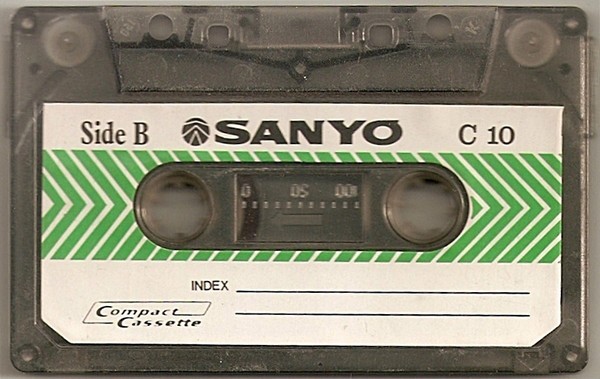 Side B SANYO C 10
0 50 100
INDEX
Compact
Cassette